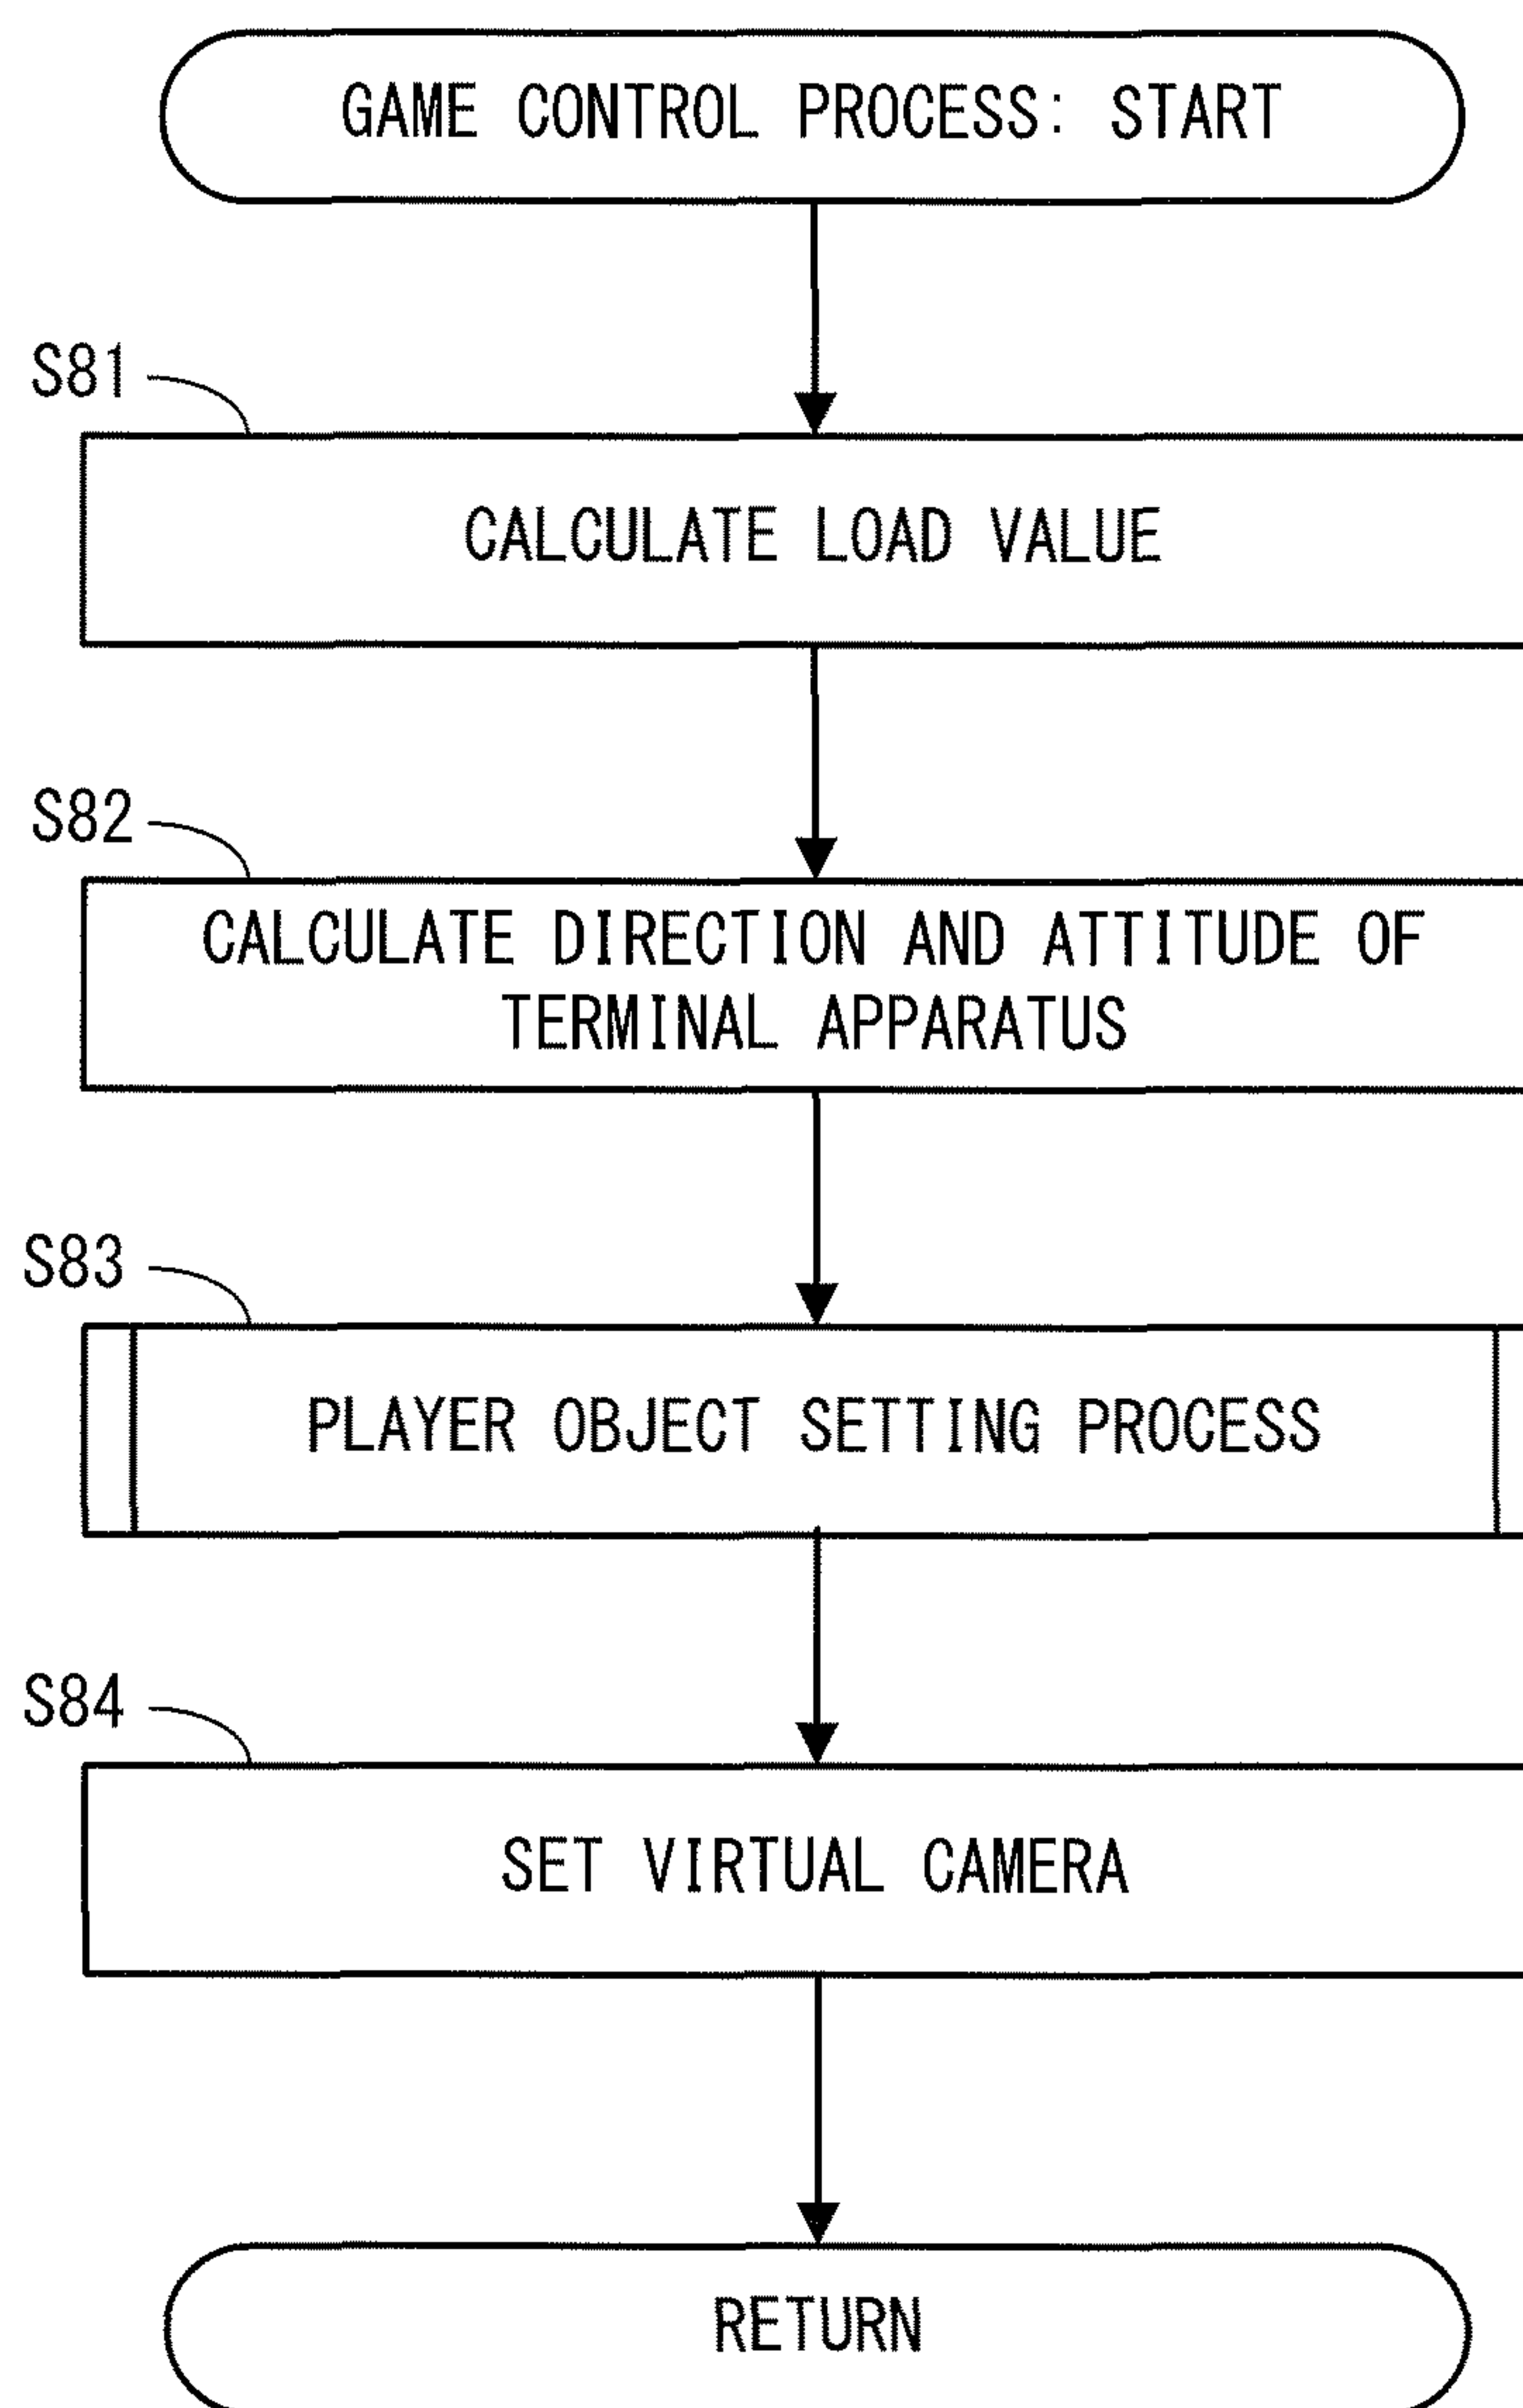 GAME CONTROL PROCESS: START
S81
CALCULATE LOAD VALUE
S82
CALCULATE DIRECTION AND ATTITUDE OF
TERMINAL APPARATUS
S83
PLAYER OBJECT SETTING PROCESS
S84
SET VIRTUAL CAMERA
RETURN